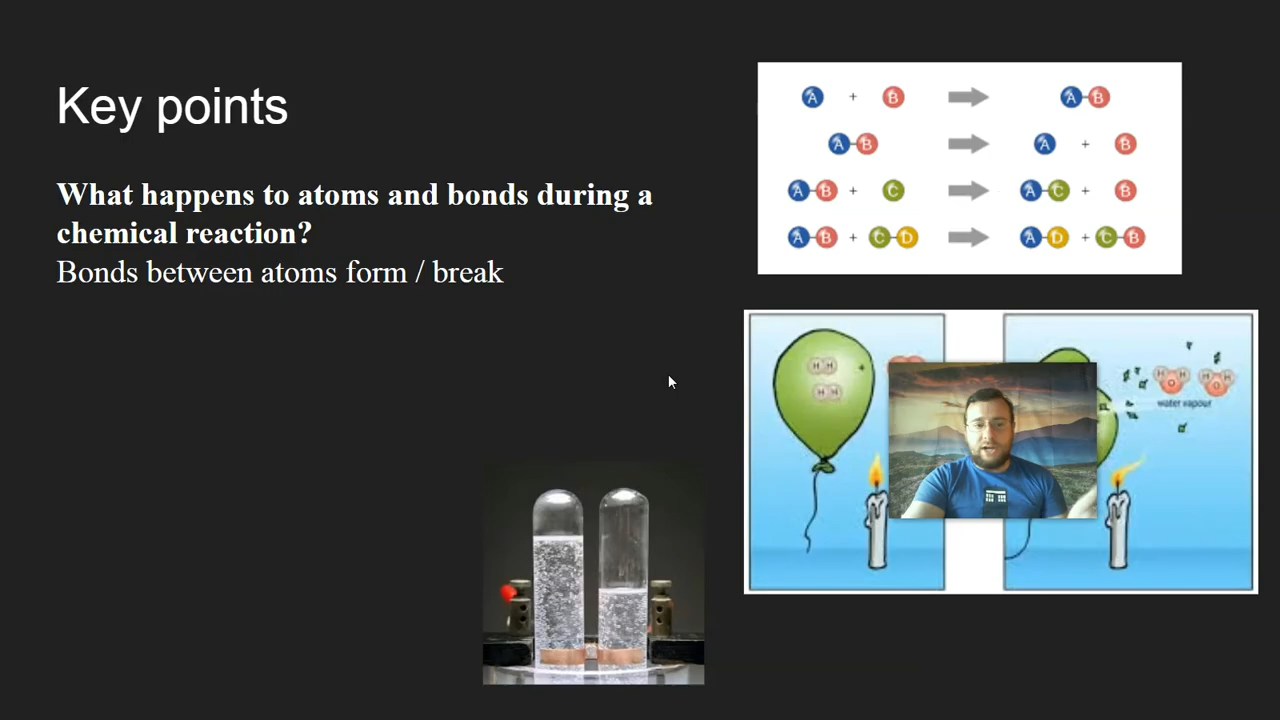 Key points
What happens to atoms and bonds during a
chemical reaction?
Bonds between atoms form / break
A + B A B
A B A + B
A B + C A C + B
A B + C D A D + C B
H H
H H
H H H H
O O
water vapour